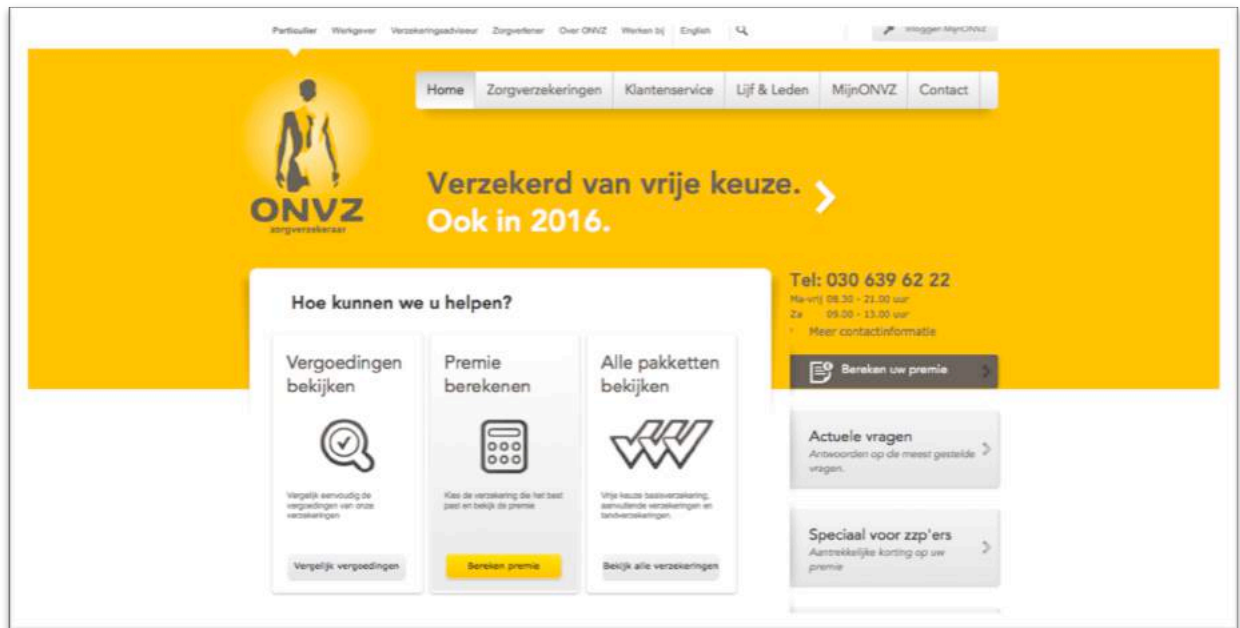 Particulier Werkgever Verzekeringsadviseur Zorgverlener Over ONVZ Werken bij English
Inloggen MijnONVZ
Home Zorgverzekeringen Klantenservice Lijf & Leden MijnONVZ Contact
ONVZ
zorgverzekeraar
Verzekerd van vrije keuze.
Ook in 2016.
Tel: 030 639 62 22
Ma-vrij 08.30 - 21.00 uur
Za 09.00 - 13.00 uur
Meer contactinformatie
Bereken uw premie
Hoe kunnen we u helpen?
Vergoedingen
bekijken
Vergelijk eenvoudig de
vergoedingen van onze
verzekeringen
Vergelijk vergoedingen
Premie
berekenen
Kies de verzekering die het best
past en bekijk de premie
Bereken premie
Alle pakketten
bekijken
Vrije keuze basisverzekering,
aanvullende verzekeringen en
tandverzekeringen.
Bekijk alle verzekeringen
Actuele vragen
Antwoorden op de meest gestelde
vragen.
Speciaal voor zzp'ers
Aantrekkelijke korting op uw
premie